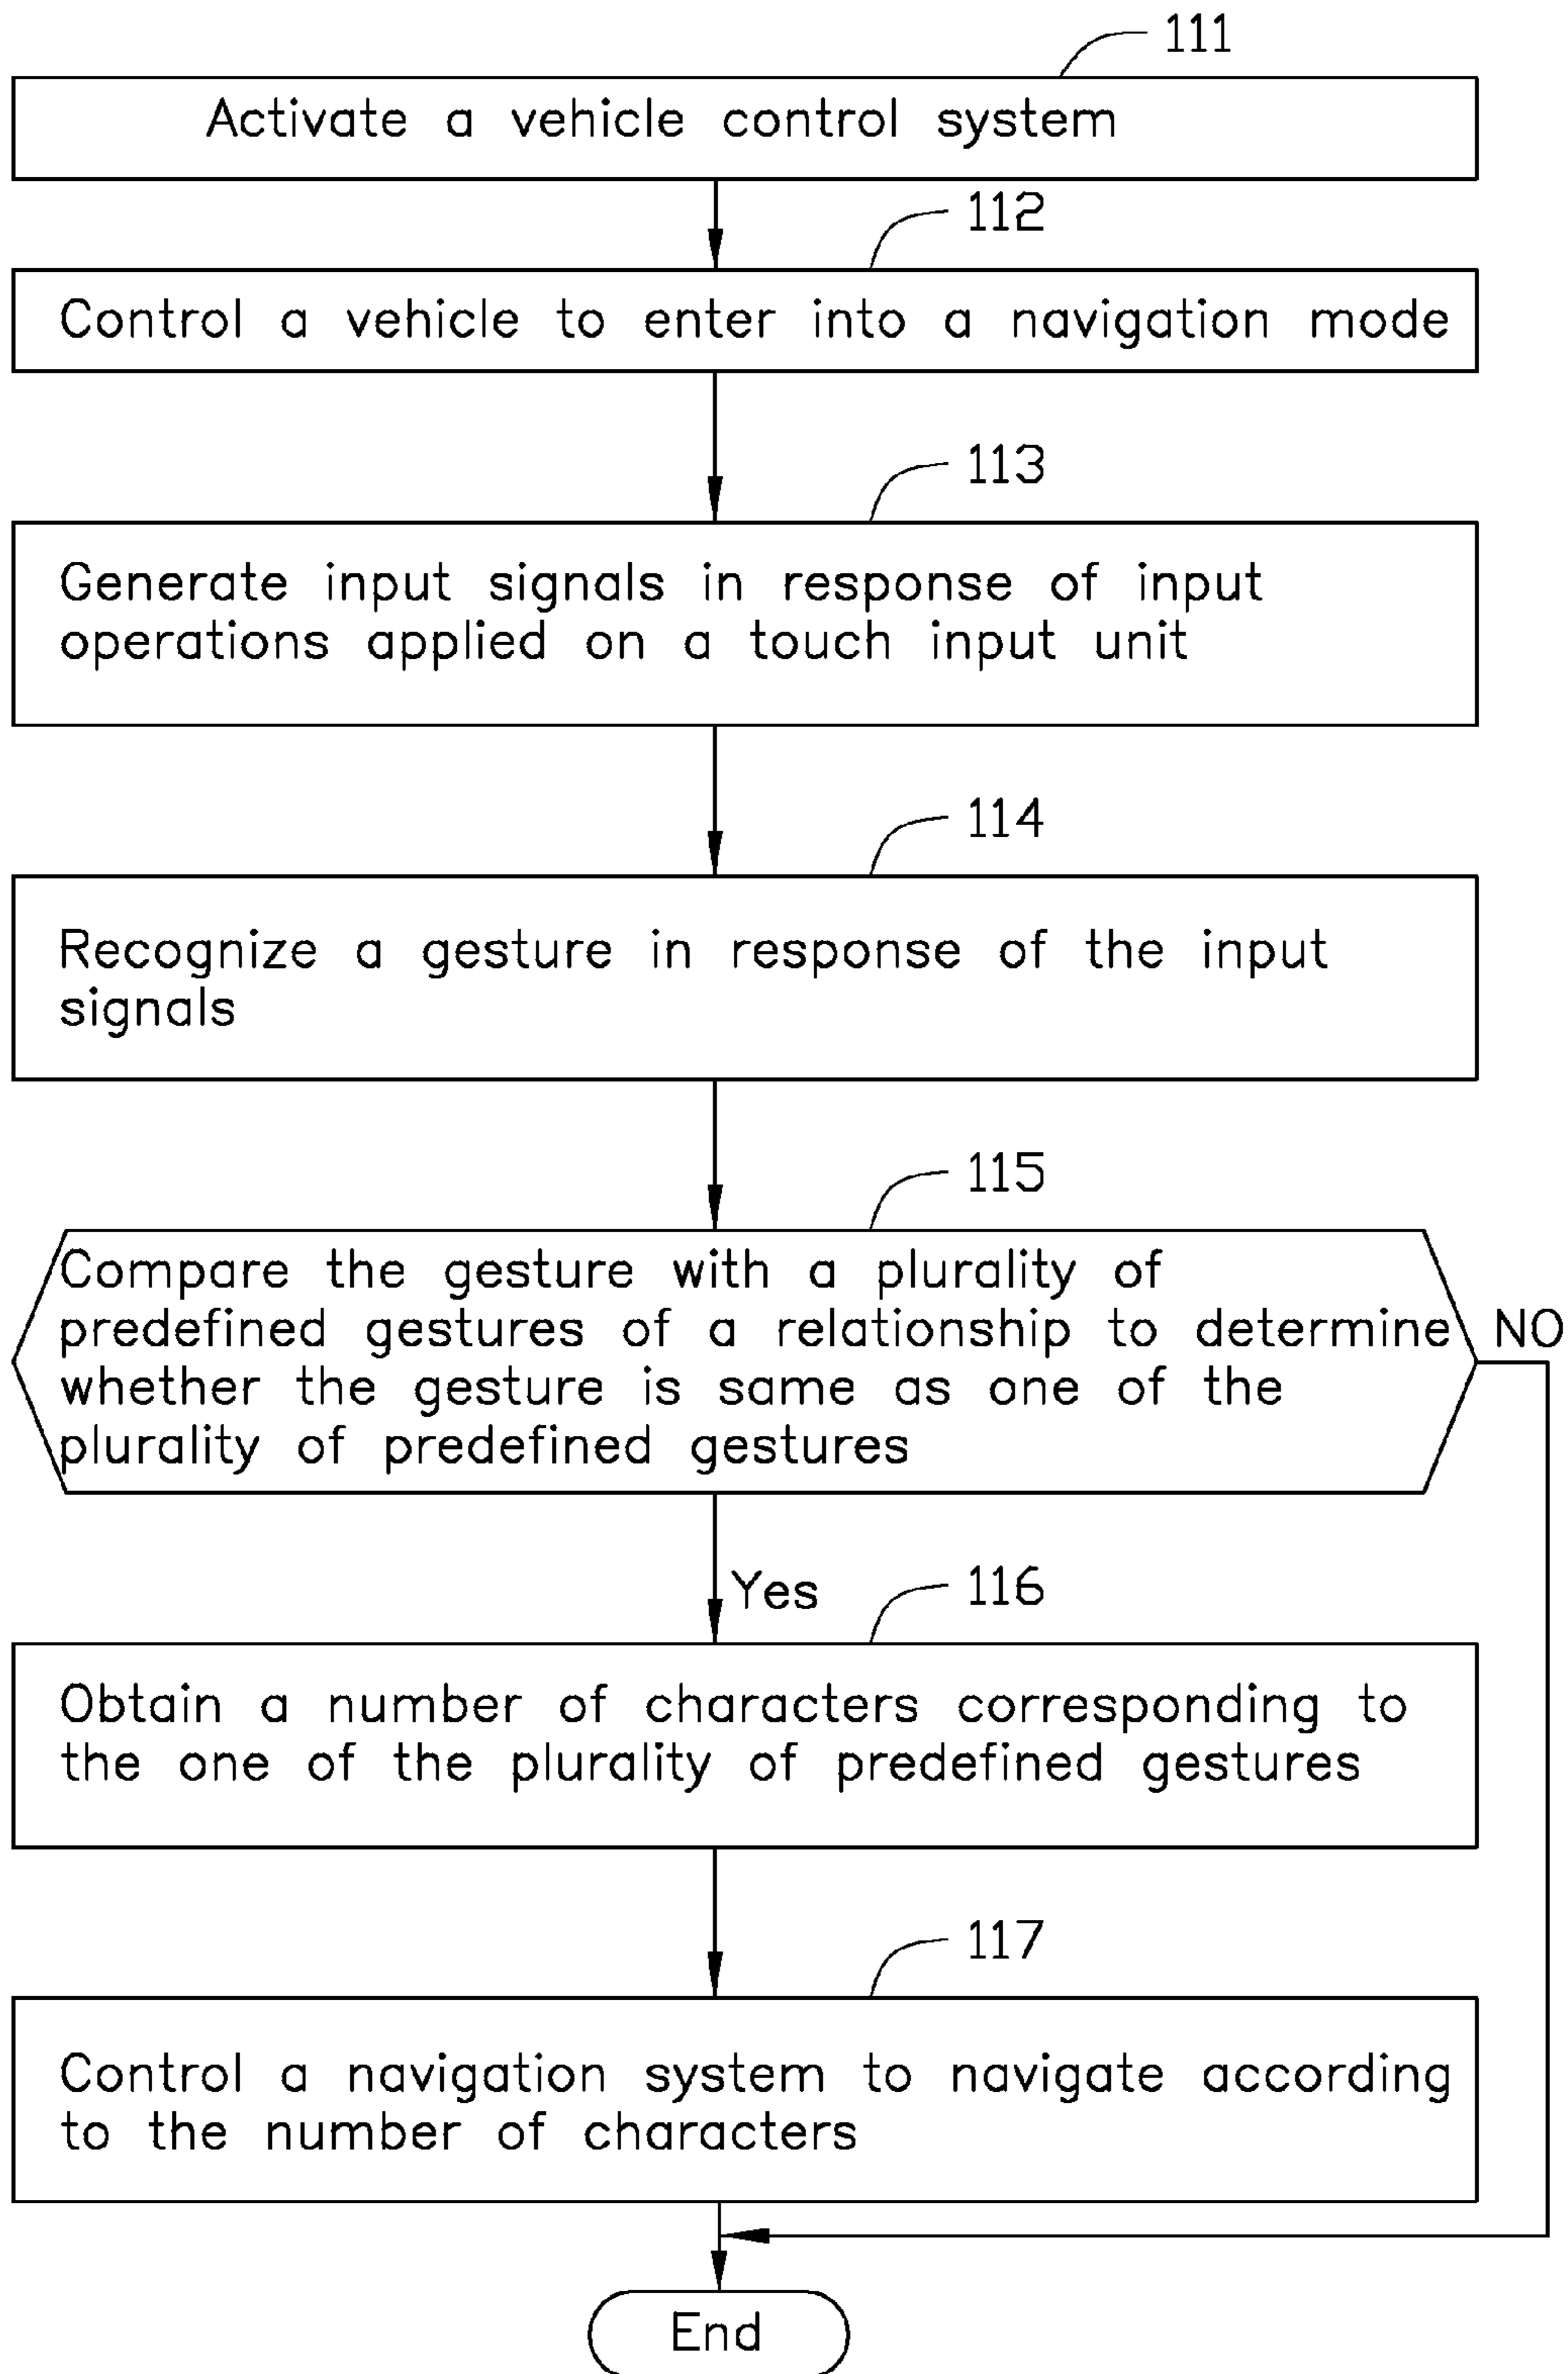 111
Activate a vehicle control system
112
Control a vehicle to enter into a navigation mode
113
Generate input signals in response of input
operations applied on a touch input unit
114
Recognize a gesture in response of the input
signals
115
Compare the gesture with a plurality of
predefined gestures of a relationship to determine
whether the gesture is same as one of the
plurality of predefined gestures
NO
Yes
116
Obtain a number of characters corresponding to
the one of the plurality of predefined gestures
117
Control a navigation system to navigate according
to the number of characters
End